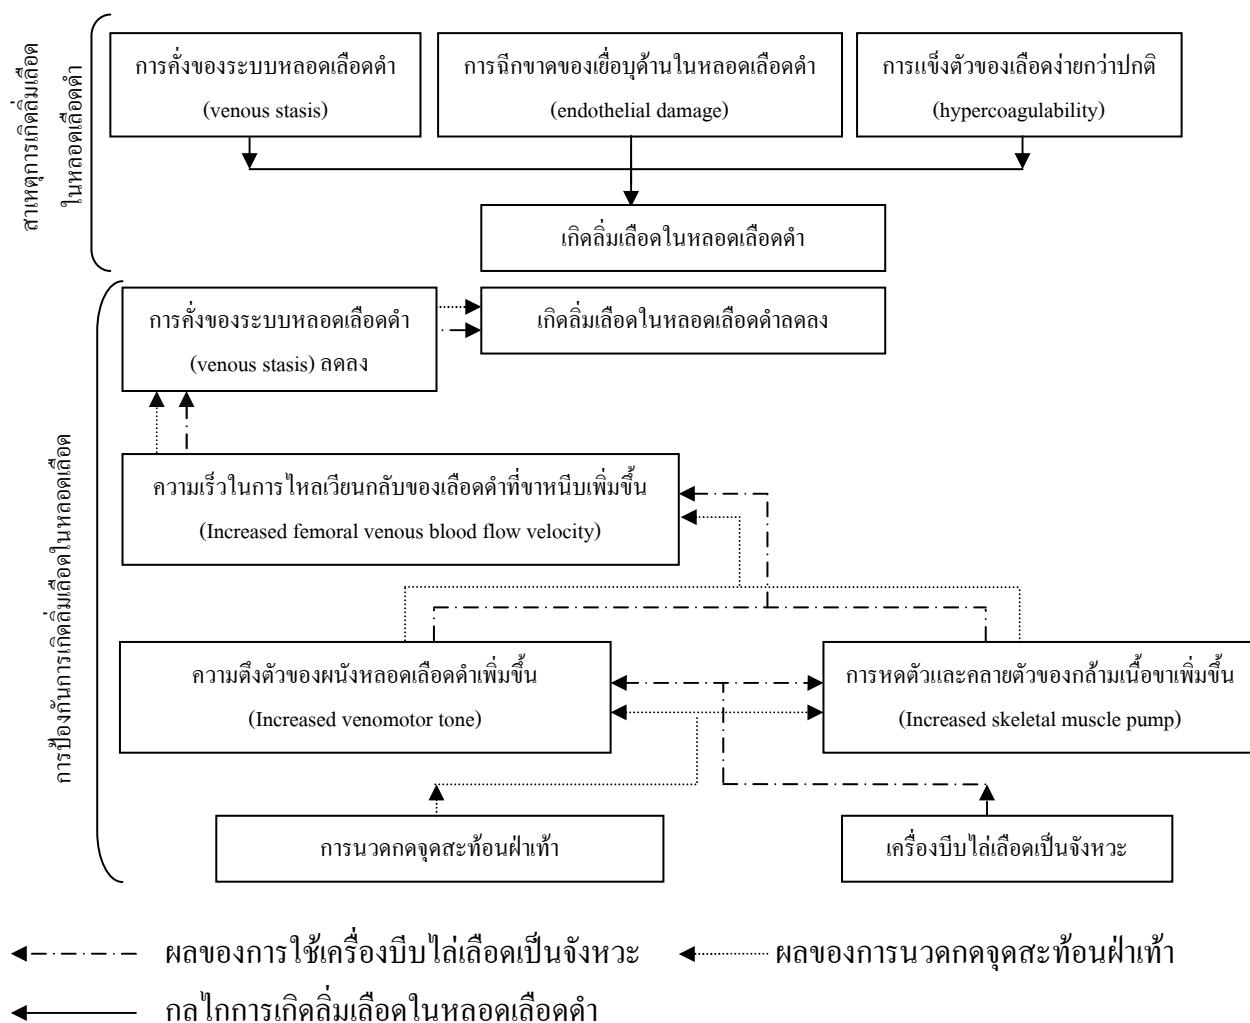 สาเหตุการเกิดลิ่มเลือด
ในหลอดเลือดดำ
การคั่งของระบบหลอดเลือดดำ
(venous stasis)
การฉีกขาดของเยื่อบุด้านในหลอดเลือดดำ
(endothelial damage)
การแข็งตัวของเลือดง่ายกว่าปกติ
(hypercoagulability)
เกิดลิ่มเลือดในหลอดเลือดดำ
การป้องกันการเกิดลิ่มเลือดในหลอดเลือด
การคั่งของระบบหลอดเลือดดำ
(venous stasis) ลดลง
เกิดลิ่มเลือดในหลอดเลือดดำลดลง
ความเร็วในการไหลเวียนกลับของเลือดดำที่ขาหนีบเพิ่มขึ้น
(Increased femoral venous blood flow velocity)
ความตึงตัวของผนังหลอดเลือดดำเพิ่มขึ้น
(Increased venomotor tone)
การหดตัวและคลายตัวของกล้ามเนื้อขาเพิ่มขึ้น
(Increased skeletal muscle pump)
การนวดกดจุดสะท้อนฝ่าเท้า
เครื่องบีบไล่เลือดเป็นจังหวะ
ผลของการใช้เครื่องบีบไล่เลือดเป็นจังหวะ
ผลของการนวดกดจุดสะท้อนฝ่าเท้า
กลไกการเกิดลิ่มเลือดในหลอดเลือดดำ